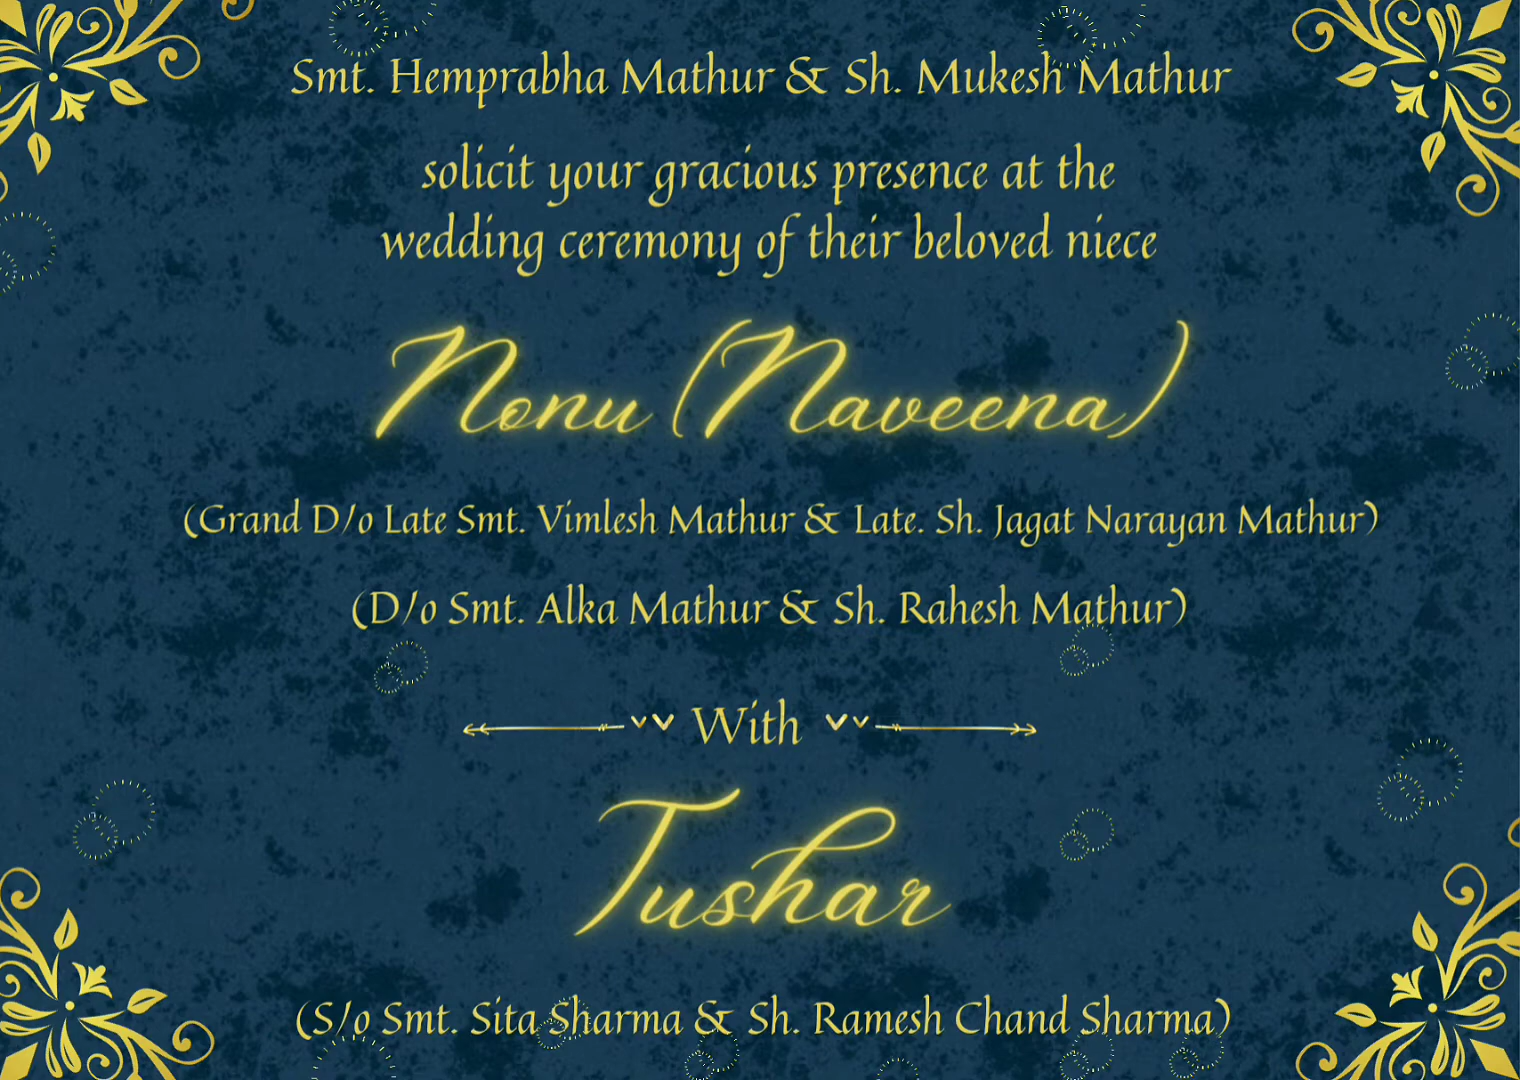 Smt. Hemprabha Mathur & Sh. Mukesh Mathur
solicit your gracious presence at the
wedding ceremony of their beloved niece
Nonu (Naveena)
(Grand D/o Late Smt. Vimlesh Mathur & Late. Sh. Jagat Narayan Mathur)
(D/o Smt. Alka Mathur & Sh. Rahesh Mathur)
With
Tushar
(S/o Smt. Sita Sharma & Sh. Ramesh Chand Sharma)